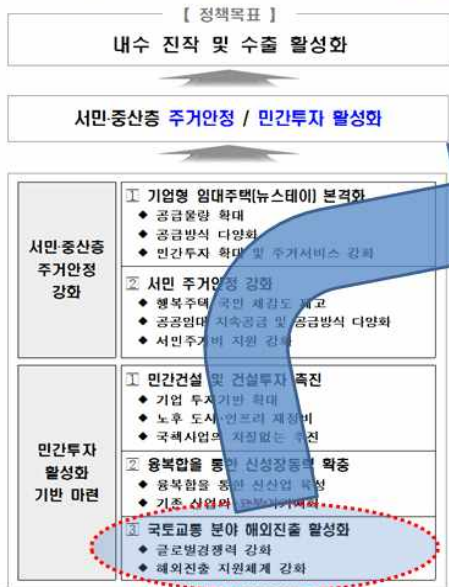 【 정책목표 】
내수 진작 및 수출 활성화
서민·중산층 주거안정 / 민간투자 활성화
서민·중산층
주거안정
강화
1 기업형 임대주택(뉴스테이) 본격화
◆ 공급물량 확대
◆ 공급방식 다양화
◆ 민간투자 확대 및 주거서비스 강화
2 서민 주거안정 강화
◆ 행복주택 국민 체감도 제고
◆ 공공임대 지속공급 및 공급방식 다양화
◆ 서민주거비 지원 강화
민간투자
활성화
기반 마련
1 민간건설 및 건설투자 촉진
◆ 기업 투자기반 확대
◆ 노후 도시·인프라 재정비
◆ 국책사업의 차질없는 추진
2 융복합을 통한 신성장동력 확충
◆ 융복합을 통한 신산업 육성
◆ 기존 산업의
3 국토교통 분야 해외진출 활성화
◆ 글로벌경쟁력 강화
◆ 해외진출 지원체계 강화